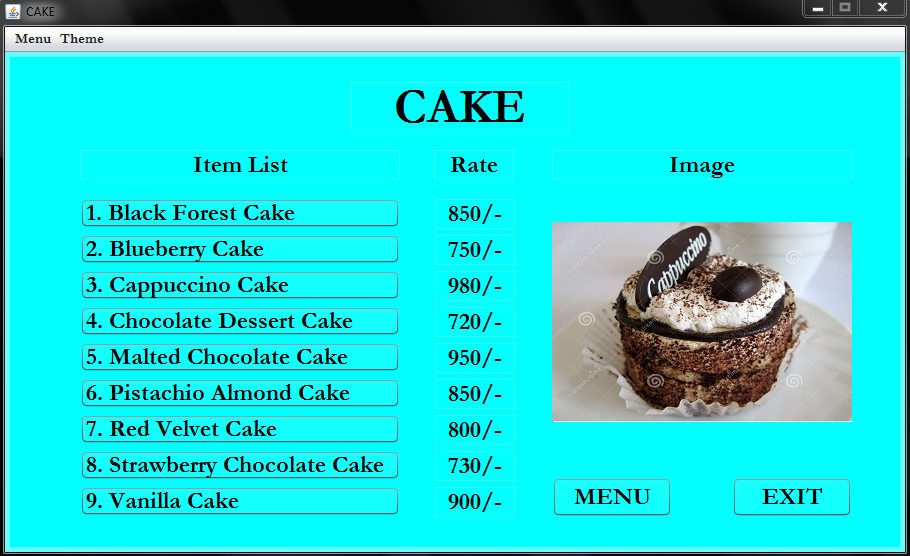 CAKE
Menu Theme
CAKE
Item List Rate Image
1. Black Forest Cake 850/-
2. Blueberry Cake 750/-
3. Cappuccino Cake 980/-
4. Chocolate Dessert Cake 720/-
5. Malted Chocolate Cake 950/-
6. Pistachio Almond Cake 850/-
7. Red Velvet Cake 800/-
8. Strawberry Chocolate Cake 730/-
9. Vanilla Cake 900/-
Cappuccino
MENU EXIT